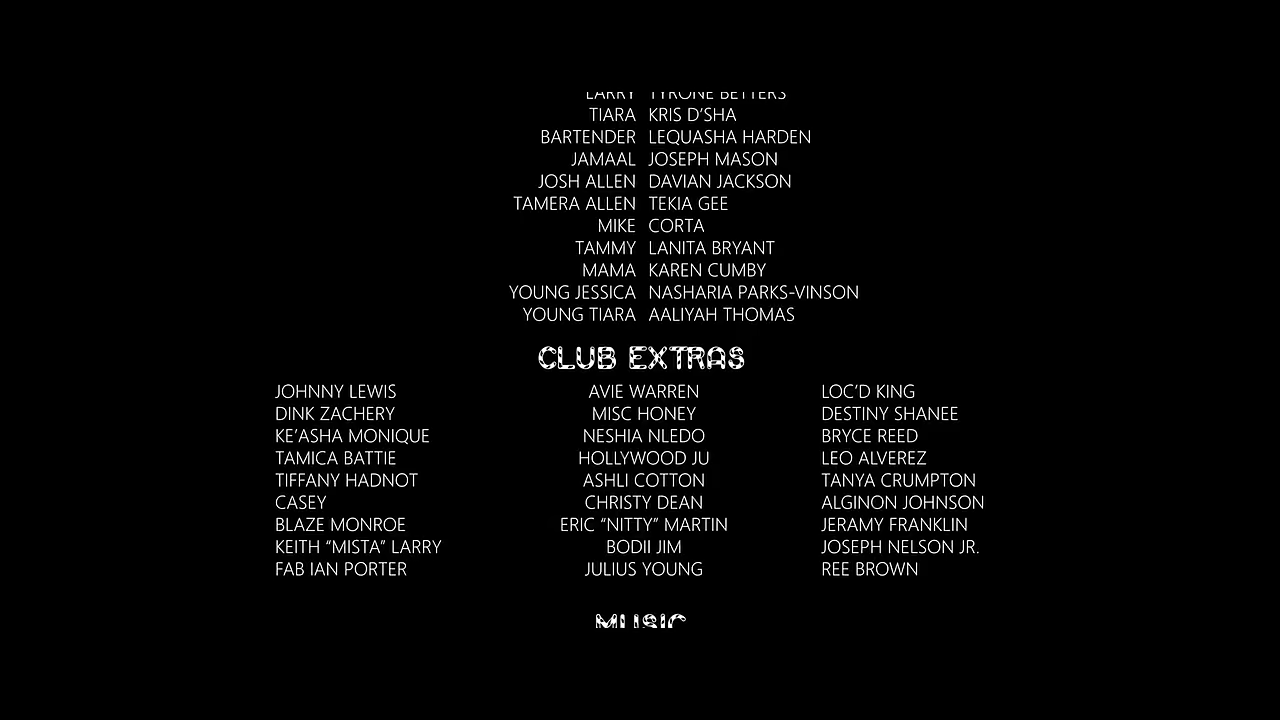 LARRY TYRONE BETTERS
TIARA KRIS D'SHA
BARTENDER LEQUASHA HARDEN
JAMAAL JOSEPH MASON
JOSH ALLEN DAVIAN JACKSON
TAMERA ALLEN TEKIA GEE
MIKE CORTA
TAMMY LANITA BRYANT
MAMA KAREN CUMBY
YOUNG JESSICA NASHARIA PARKS-VINSON
YOUNG TIARA AALIYAH THOMAS
CLUB EXTRAS
JOHNNY LEWIS AVIE WARREN LOC'D KING
DINK ZACHERY MISC HONEY DESTINY SHANEE
KE'ASHA MONIQUE NESHIA NLEDO BRYCE REED
TAMICA BATTIE HOLLYWOOD JU LEO ALVEREZ
TIFFANY HADNOT ASHLI COTTON TANYA CRUMPTON
CASEY CHRISTY DEAN ALGINON JOHNSON
BLAZE MONROE ERIC “NITTY” MARTIN JERAMY FRANKLIN
KEITH “MISTA” LARRY BODII JIM JOSEPH NELSON JR.
FAB IAN PORTER JULIUS YOUNG REE BROWN
MUSIC